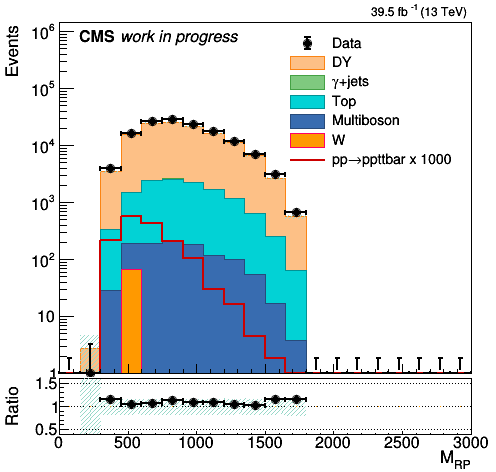 39.5 fb⁻¹ (13 TeV)
Events
CMS work in progress
10⁶
10⁵
10⁴
10³
10²
10
1
Data
DY
γ+jets
Top
Multiboson
W
pp→ppttbar x 1000
Ratio
1.5
1
0.5
0 500 1000 1500 2000 2500 3000
M_RP